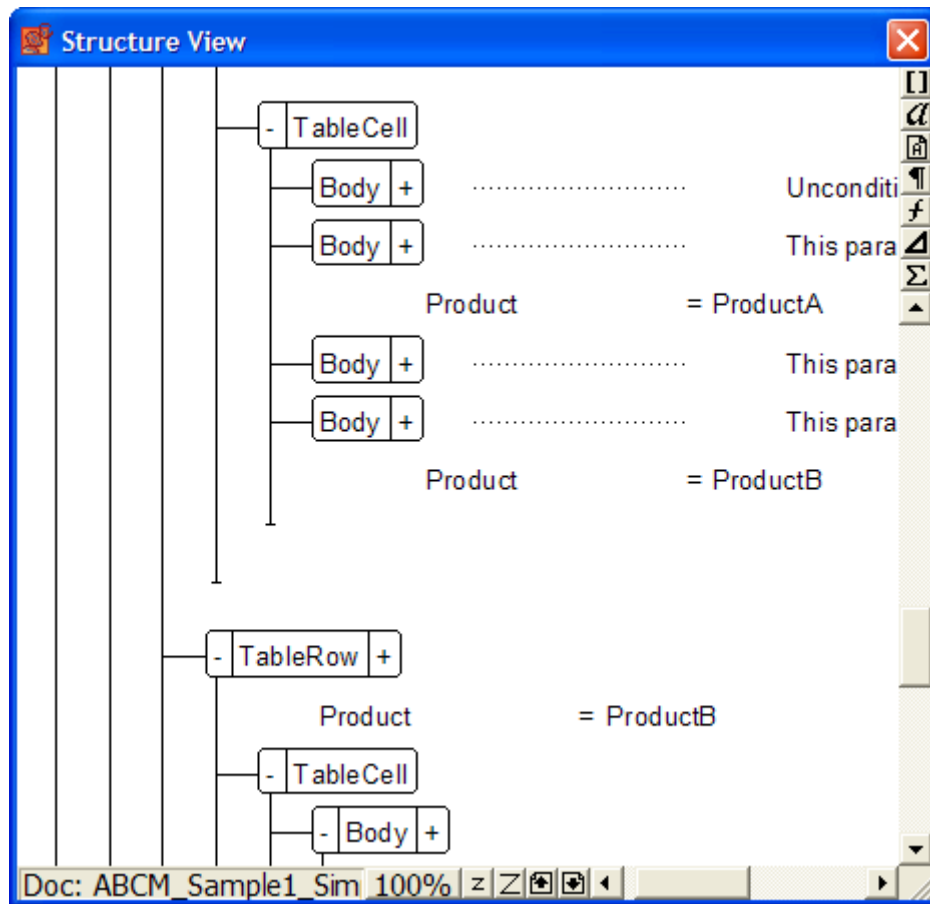 Structure View
- TableCell
Body + Unconditi
Body + This para
Product = ProductA
Body + This para
Body + This para
Product = ProductB
- TableRow +
Product = ProductB
- TableCell
- Body +
Doc: ABCM_Sample1_Sim 100% z Z